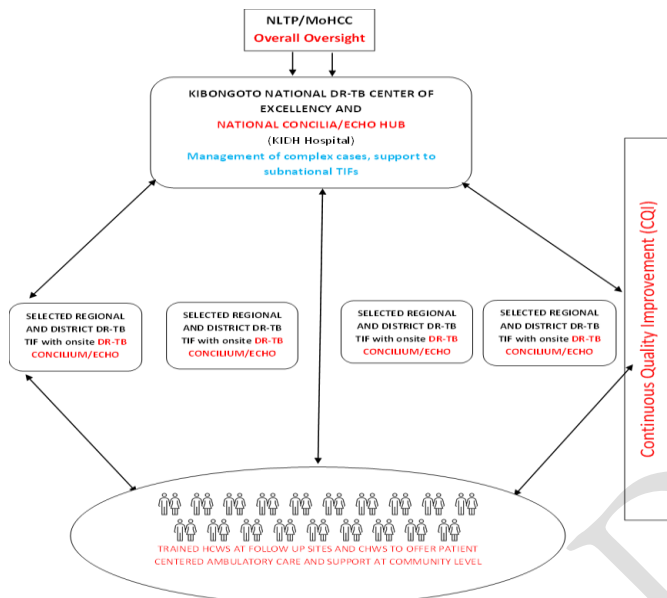 NLTP/MoHCC
Overall Oversight
KIBONGOTO NATIONAL DR-TB CENTER OF
EXCELLENCY AND
NATIONAL CONCILIA/ECHO HUB
(KIDH Hospital)
Management of complex cases, support to
subnational TIFs
SELECTED REGIONAL
AND DISTRICT DR-TB
TIF with onsite DR-TB
CONCILIUM/ECHO
SELECTED REGIONAL
AND DISTRICT DR-TB
TIF with onsite DR-TB
CONCILIUM/ECHO
SELECTED REGIONAL
AND DISTRICT DR-TB
TIF with onsite DR-TB
CONCILIUM/ECHO
SELECTED REGIONAL
AND DISTRICT DR-TB
TIF with onsite DR-TB
CONCILIUM/ECHO
Continuous Quality Improvement (CQI)
TRAINED HCWS AT FOLLOW UP SITES AND CHWS TO OFFER PATIENT
CENTERED AMBULATORY CARE AND SUPPORT AT COMMUNITY LEVEL